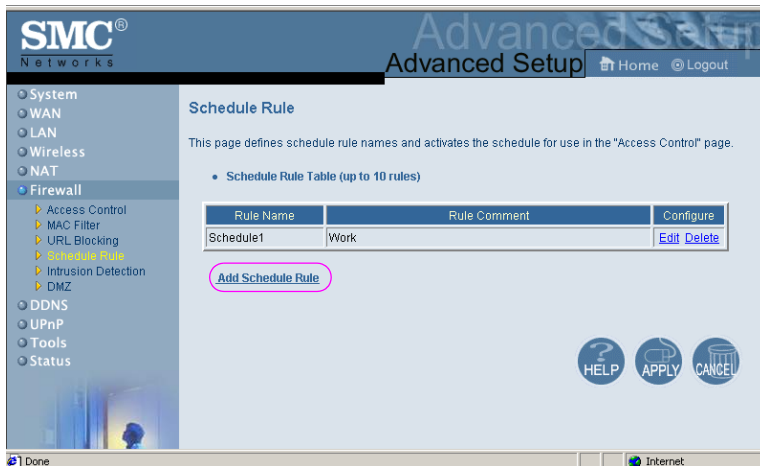 SMC®
Networks
Advanced Setup
Advanced Setup
Home
Logout
System
WAN
LAN
Wireless
NAT
Firewall
Access Control
MAC Filter
URL Blocking
Schedule Rule
Intrusion Detection
DMZ
DDNS
UPnP
Tools
Status
Schedule Rule
This page defines schedule rule names and activates the schedule for use in the "Access Control" page.
• Schedule Rule Table (up to 10 rules)
Rule Name Rule Comment Configure
Schedule1 Work Edit Delete
Add Schedule Rule
?
HELP APPLY CANCEL
Done Internet